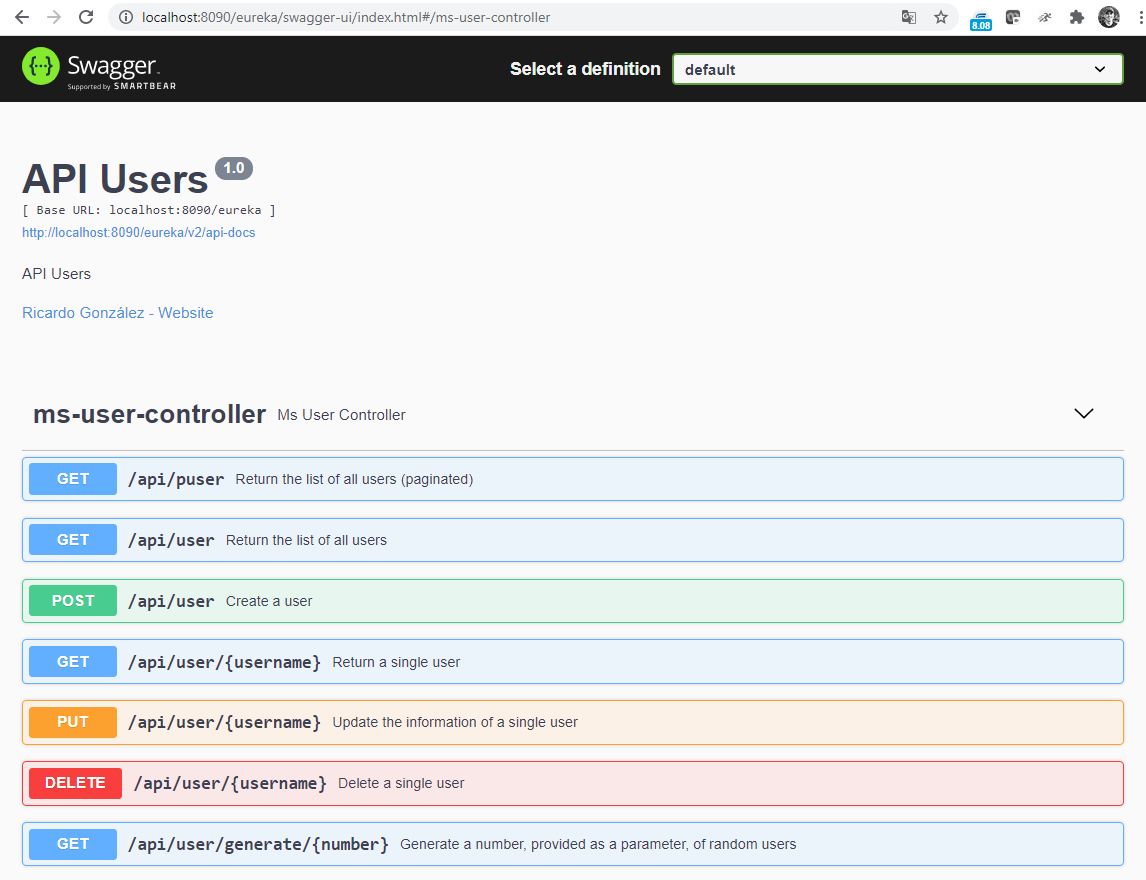 localhost:8090/eureka/swagger-ui/index.html#/ms-user-controller
8.08
{···} Swagger
Supported by SMARTBEAR
Select a definition default
API Users 1.0
[ Base URL: localhost:8090/eureka ]
http://localhost:8090/eureka/v2/api-docs
API Users
Ricardo González - Website
ms-user-controller Ms User Controller
GET /api/puser Return the list of all users (paginated)
GET /api/user Return the list of all users
POST /api/user Create a user
GET /api/user/{username} Return a single user
PUT /api/user/{username} Update the information of a single user
DELETE /api/user/{username} Delete a single user
GET /api/user/generate/{number} Generate a number, provided as a parameter, of random users